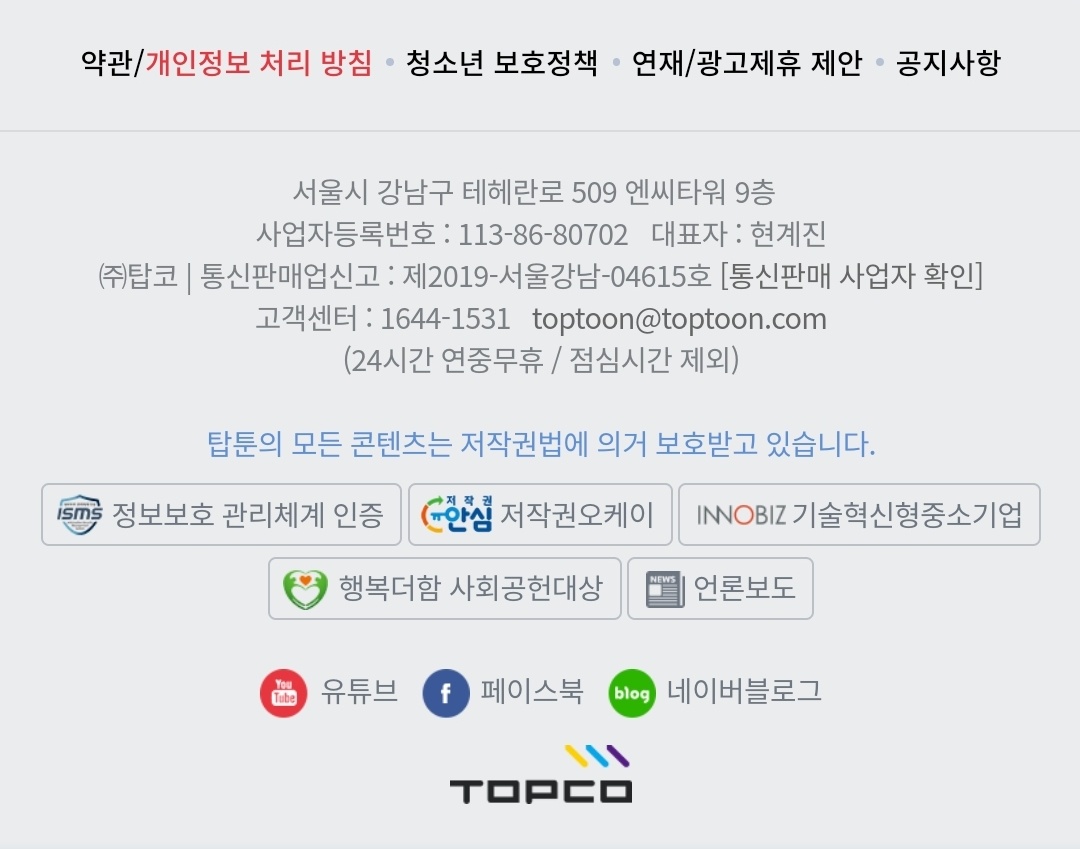 약관/개인정보 처리 방침 • 청소년 보호정책 • 연재/광고제휴 제안 • 공지사항
서울시 강남구 테헤란로 509 엔씨타워 9층
사업자등록번호 : 113-86-80702 대표자 : 현계진
㈜탑코 | 통신판매업신고 : 제2019-서울강남-04615호 [통신판매 사업자 확인]
고객센터 : 1644-1531 toptoon@toptoon.com
(24시간 연중무휴 / 점심시간 제외)
탑툰의 모든 콘텐츠는 저작권법에 의거 보호받고 있습니다.
isms 정보보호 관리체계 인증 저작권 안심 저작권오케이 INNOBIZ 기술혁신형중소기업
행복더함 사회공헌대상 NEWS 언론보도
You Tube 유튜브 f 페이스북 blog 네이버블로그
TOPCO